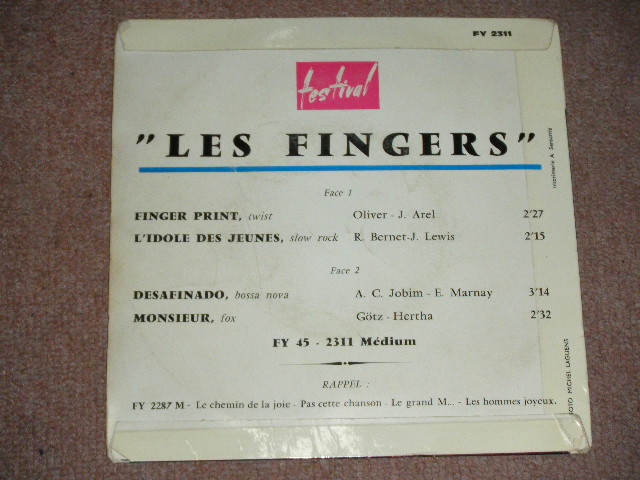 FY 2311
festival
"LES FINGERS"
Face 1
FINGER PRINT, twist Oliver - J. Arel 2'27
L'IDOLE DES JEUNES, slow rock R. Bernet-J. Lewis 2'15
Face 2
DESAFINADO, bossa nova A. C. Jobim - E. Marnay 3'14
MONSIEUR, fox Götz - Hertha 2'32
FY 45 - 2311 Médium
RAPPEL :
FY 2287 M - Le chemin de la joie - Pas cette chanson - Le grand M... - Les hommes joyeux.
Imprimerie A.
MICHEL LAGUENS